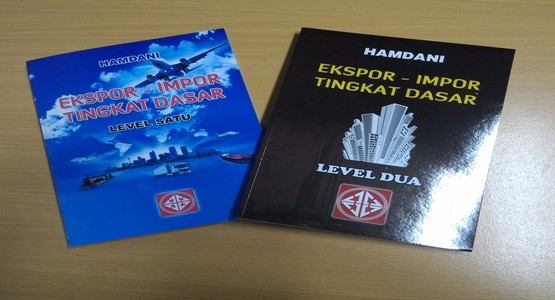 HAMDANI
EKSPOR - IMPOR
TINGKAT DASAR
LEVEL SATU
HAMDANI
EKSPOR - IMPOR
TINGKAT DASAR
LEVEL DUA